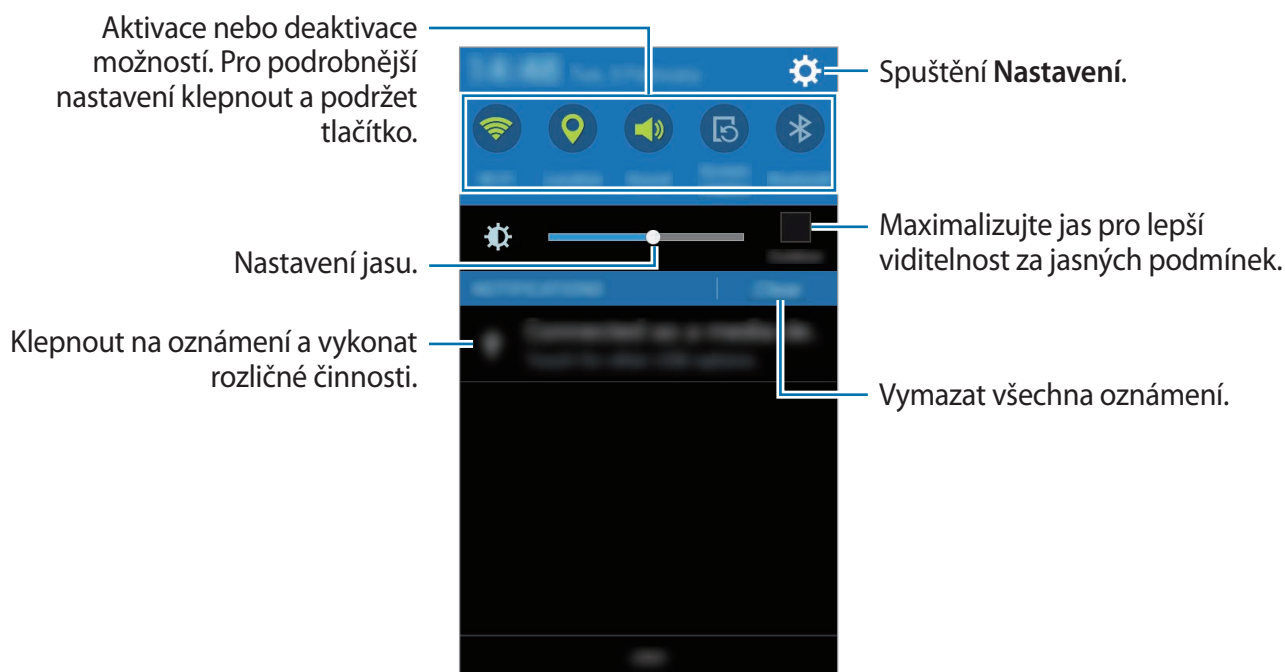 Aktivace nebo deaktivace
možností. Pro podrobnější
nastavení klepnout a podržet
tlačítko.
Spuštění Nastavení.
Maximalizujte jas pro lepší
viditelnost za jasných podmínek.
Nastavení jasu.
Klepnout na oznámení a vykonat
rozličné činnosti.
Vymazat všechna oznámení.